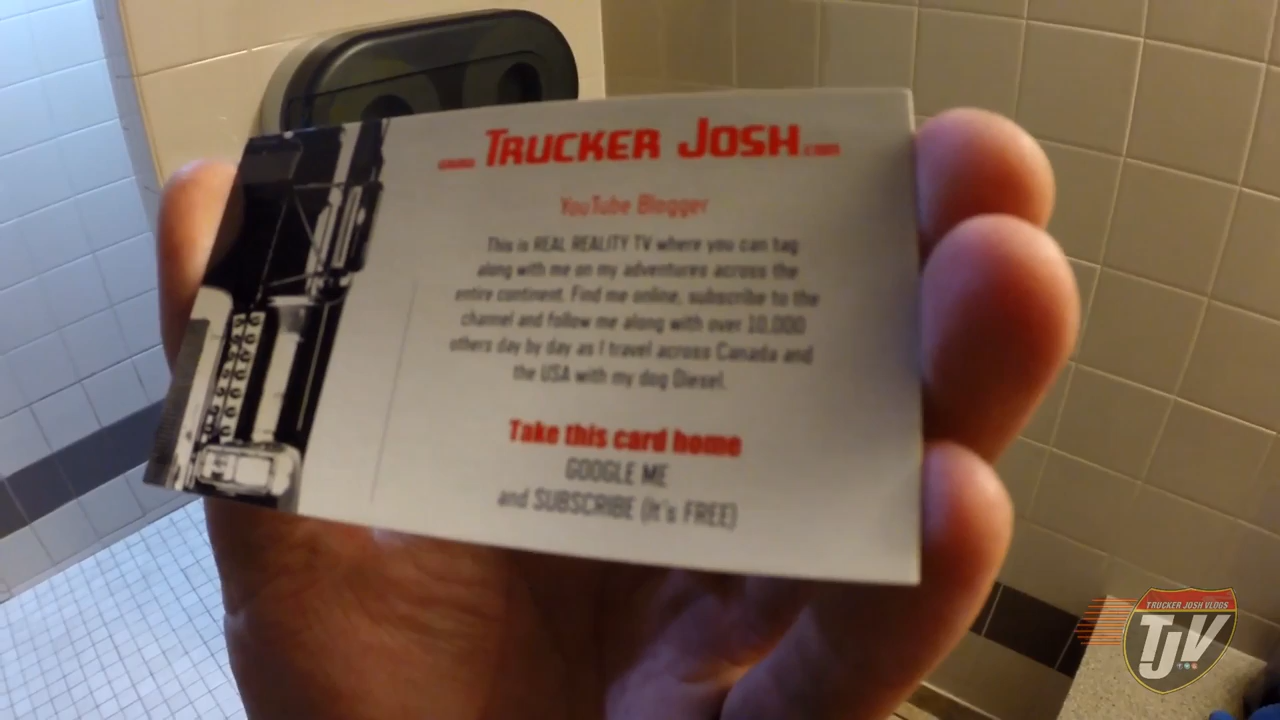 www. TRUCKER JOSH.com
YouTube Blogger
This is REAL REALITY TV where you can tag
along with me on my adventures across the
entire continent. Find me online, subscribe to the
channel and follow me along with over 10,000
others day by day as I travel across Canada and
the USA with my dog Diesel.
Take this card home
GOOGLE ME
and SUBSCRIBE (It's FREE)
TRUCKER JOSH VLOGS
TJV